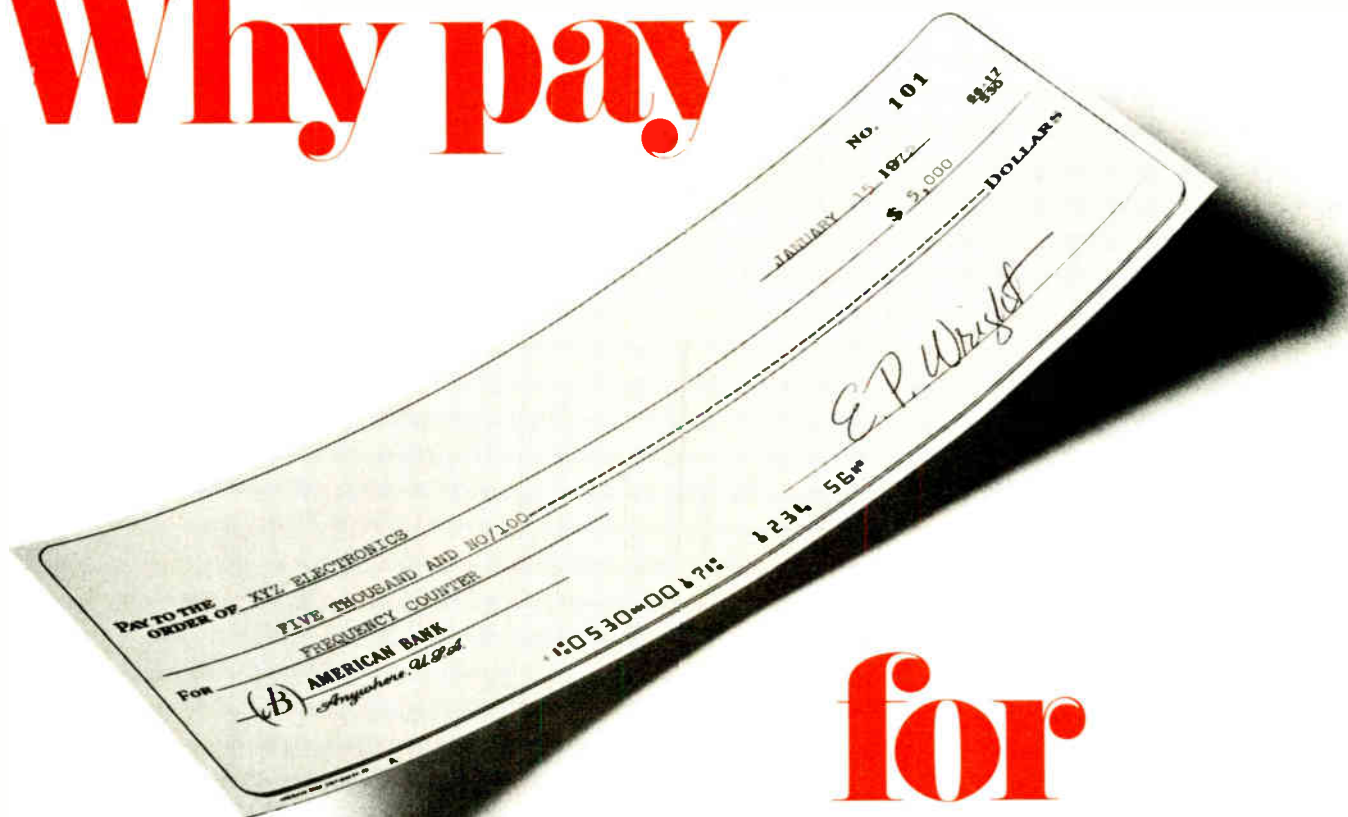 Why pay
No. 101
JANUARY 15 1972
$ 5,000
PAY TO THE
ORDER OF XYZ ELECTRONICS
FIVE THOUSAND AND NO/100 DOLLARS
FOR FREQUENCY COUNTER
(B) AMERICAN BANK
Anywhere, U.S.A.
E.P. Wright
for